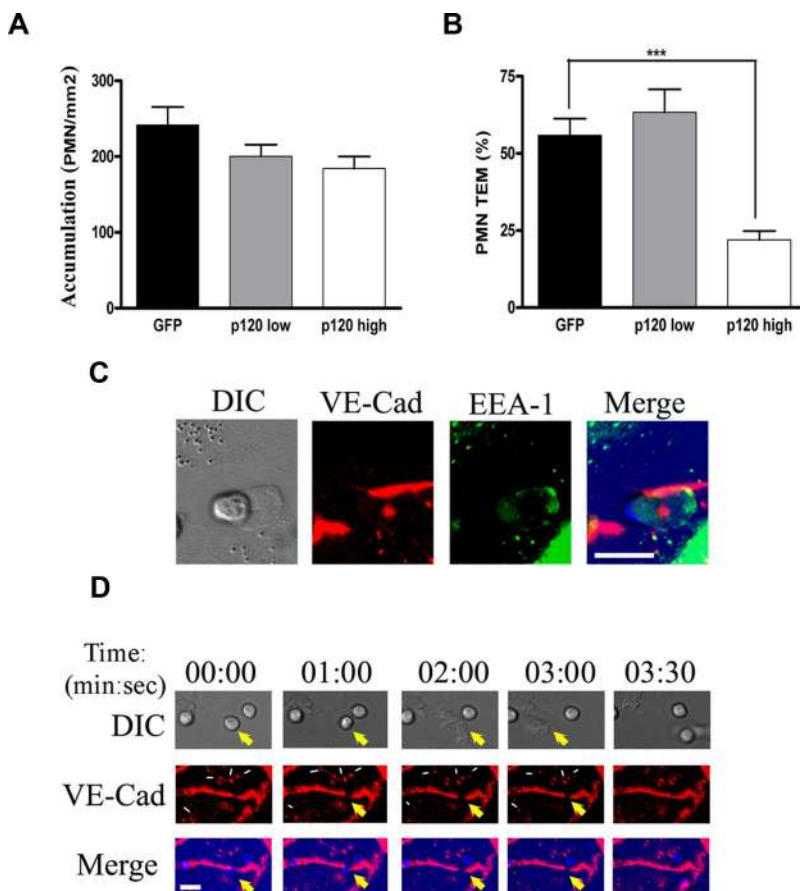 A
B
Accumulation (PMN/mm2)
300
200
100
0
GFP
p120 low
p120 high
PMN TEM (%)
75
50
25
0
***
GFP
p120 low
p120 high
C
DIC
VE-Cad
EEA-1
Merge
D
Time:
(min:sec)
00:00
01:00
02:00
03:00
03:30
DIC
VE-Cad
Merge